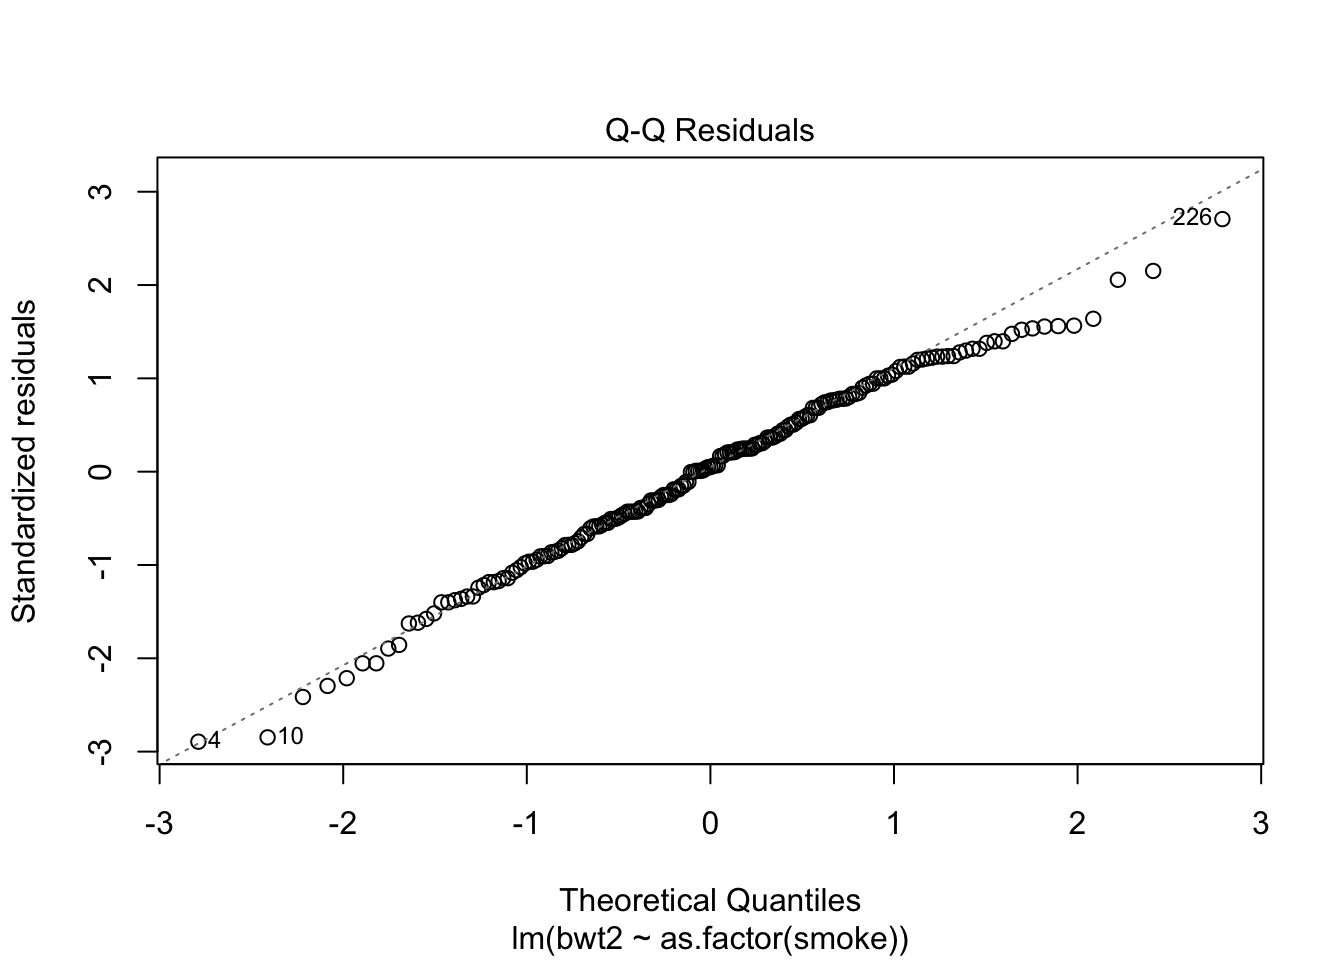 Q-Q Residuals
Standardized residuals
3
2
1
0
-1
-2
-3
226
4
10
-3 -2 -1 0 1 2 3
Theoretical Quantiles
lm(bwt2 ~ as.factor(smoke))